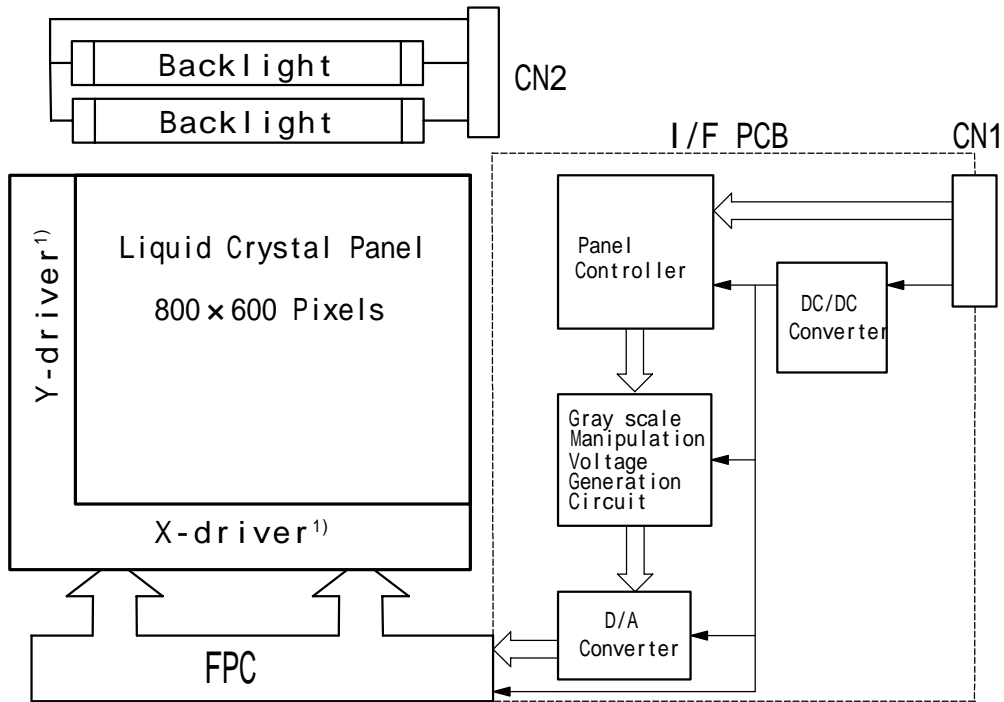 Backlight
Backlight
CN2
I/F PCB
CN1
Y-driver1)
Liquid Crystal Panel
800×600 Pixels
X-driver1)
FPC
Panel
Controller
DC/DC
Converter
Gray scale
Manipulation
Voltage
Generation
Circuit
D/A
Converter